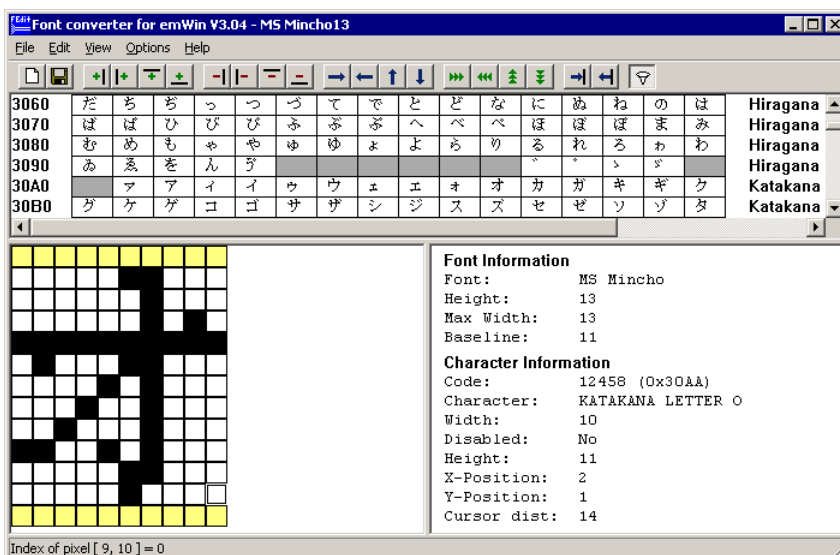 Font converter for emWin V3.04 - MS Mincho13
File Edit View Options Help
3060 だ ち ぢ っ つ づ て で と ど な に ぬ ね の は Hiragana
3070 ば ぱ ひ び ぴ ふ ぶ ぷ へ べ ぺ ほ ぼ ぽ ま み Hiragana
3080 む め も ゃ や ゅ ゆ ょ よ ら り る れ ろ ゎ わ Hiragana
3090 ゐ ゑ を ん ゔ ゛ ゜ ゝ ゞ Hiragana
30A0 ァ ア ィ イ ゥ ウ ェ エ ォ オ カ ガ キ ギ ク Katakana
30B0 グ ケ ゲ コ ゴ サ ザ シ ジ ス ズ セ ゼ ソ ゾ タ Katakana
Font Information
Font: MS Mincho
Height: 13
Max Width: 13
Baseline: 11
Character Information
Code: 12458 (0x30AA)
Character: KATAKANA LETTER O
Width: 10
Disabled: No
Height: 11
X-Position: 2
Y-Position: 1
Cursor dist: 14
Index of pixel [ 9, 10 ] = 0